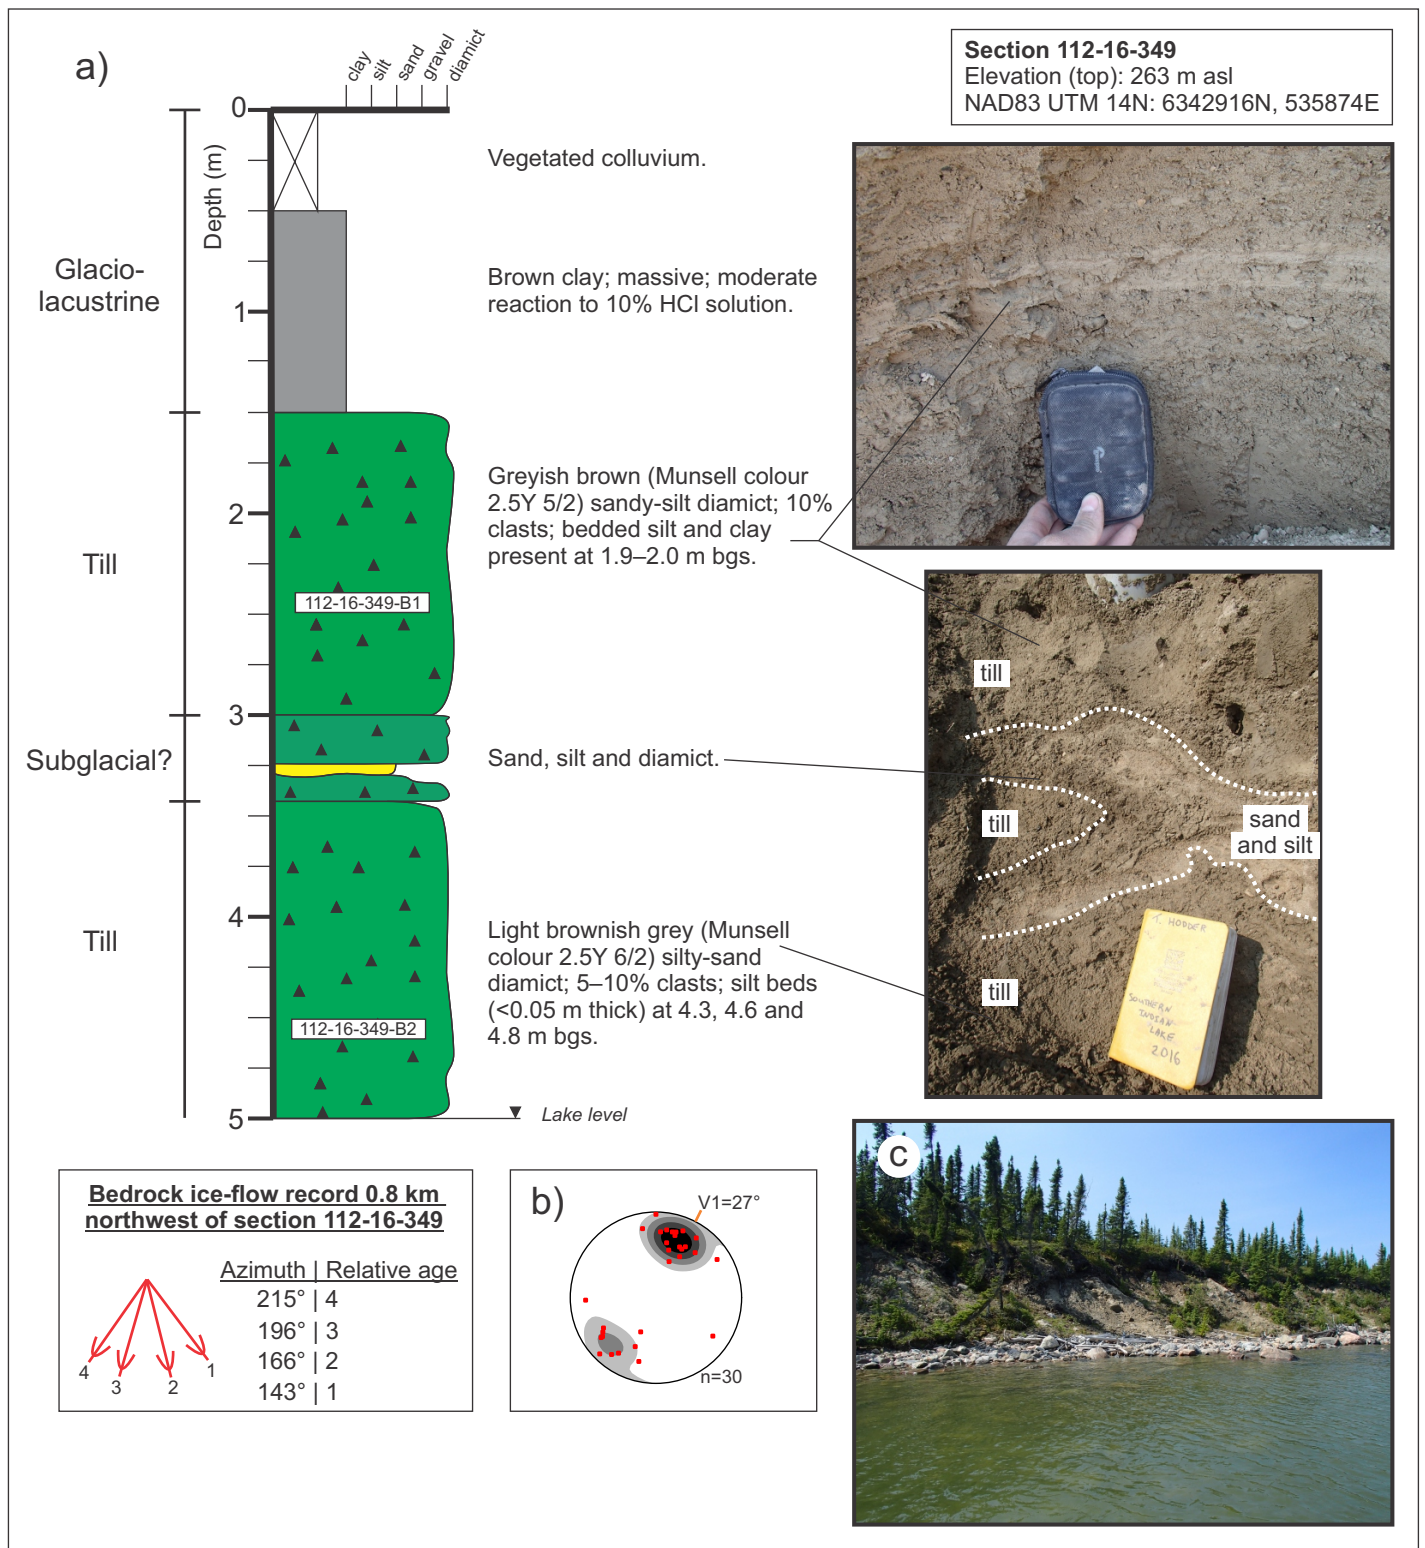 a)
clay
silt
sand
gravel
diamict
Section 112-16-349
Elevation (top): 263 m asl
NAD83 UTM 14N: 6342916N, 535874E
Depth (m)
0
1
2
3
4
5
Glacio-
lacustrine
Till
Subglacial?
Till
Vegetated colluvium.
Brown clay; massive; moderate
reaction to 10% HCl solution.
Greyish brown (Munsell colour
2.5Y 5/2) sandy-silt diamict; 10%
clasts; bedded silt and clay
present at 1.9–2.0 m bgs.
112-16-349-B1
Sand, silt and diamict.
Light brownish grey (Munsell
colour 2.5Y 6/2) silty-sand
diamict; 5–10% clasts; silt beds
(<0.05 m thick) at 4.3, 4.6 and
4.8 m bgs.
112-16-349-B2
Lake level
till
till
sand
and silt
till
T. HODDER
SOUTHERN
INDIAN
LAKE
2016
Bedrock ice-flow record 0.8 km
northwest of section 112-16-349
Azimuth | Relative age
215° | 4
196° | 3
166° | 2
143° | 1
4
3
2
1
b)
V1=27°
n=30
c